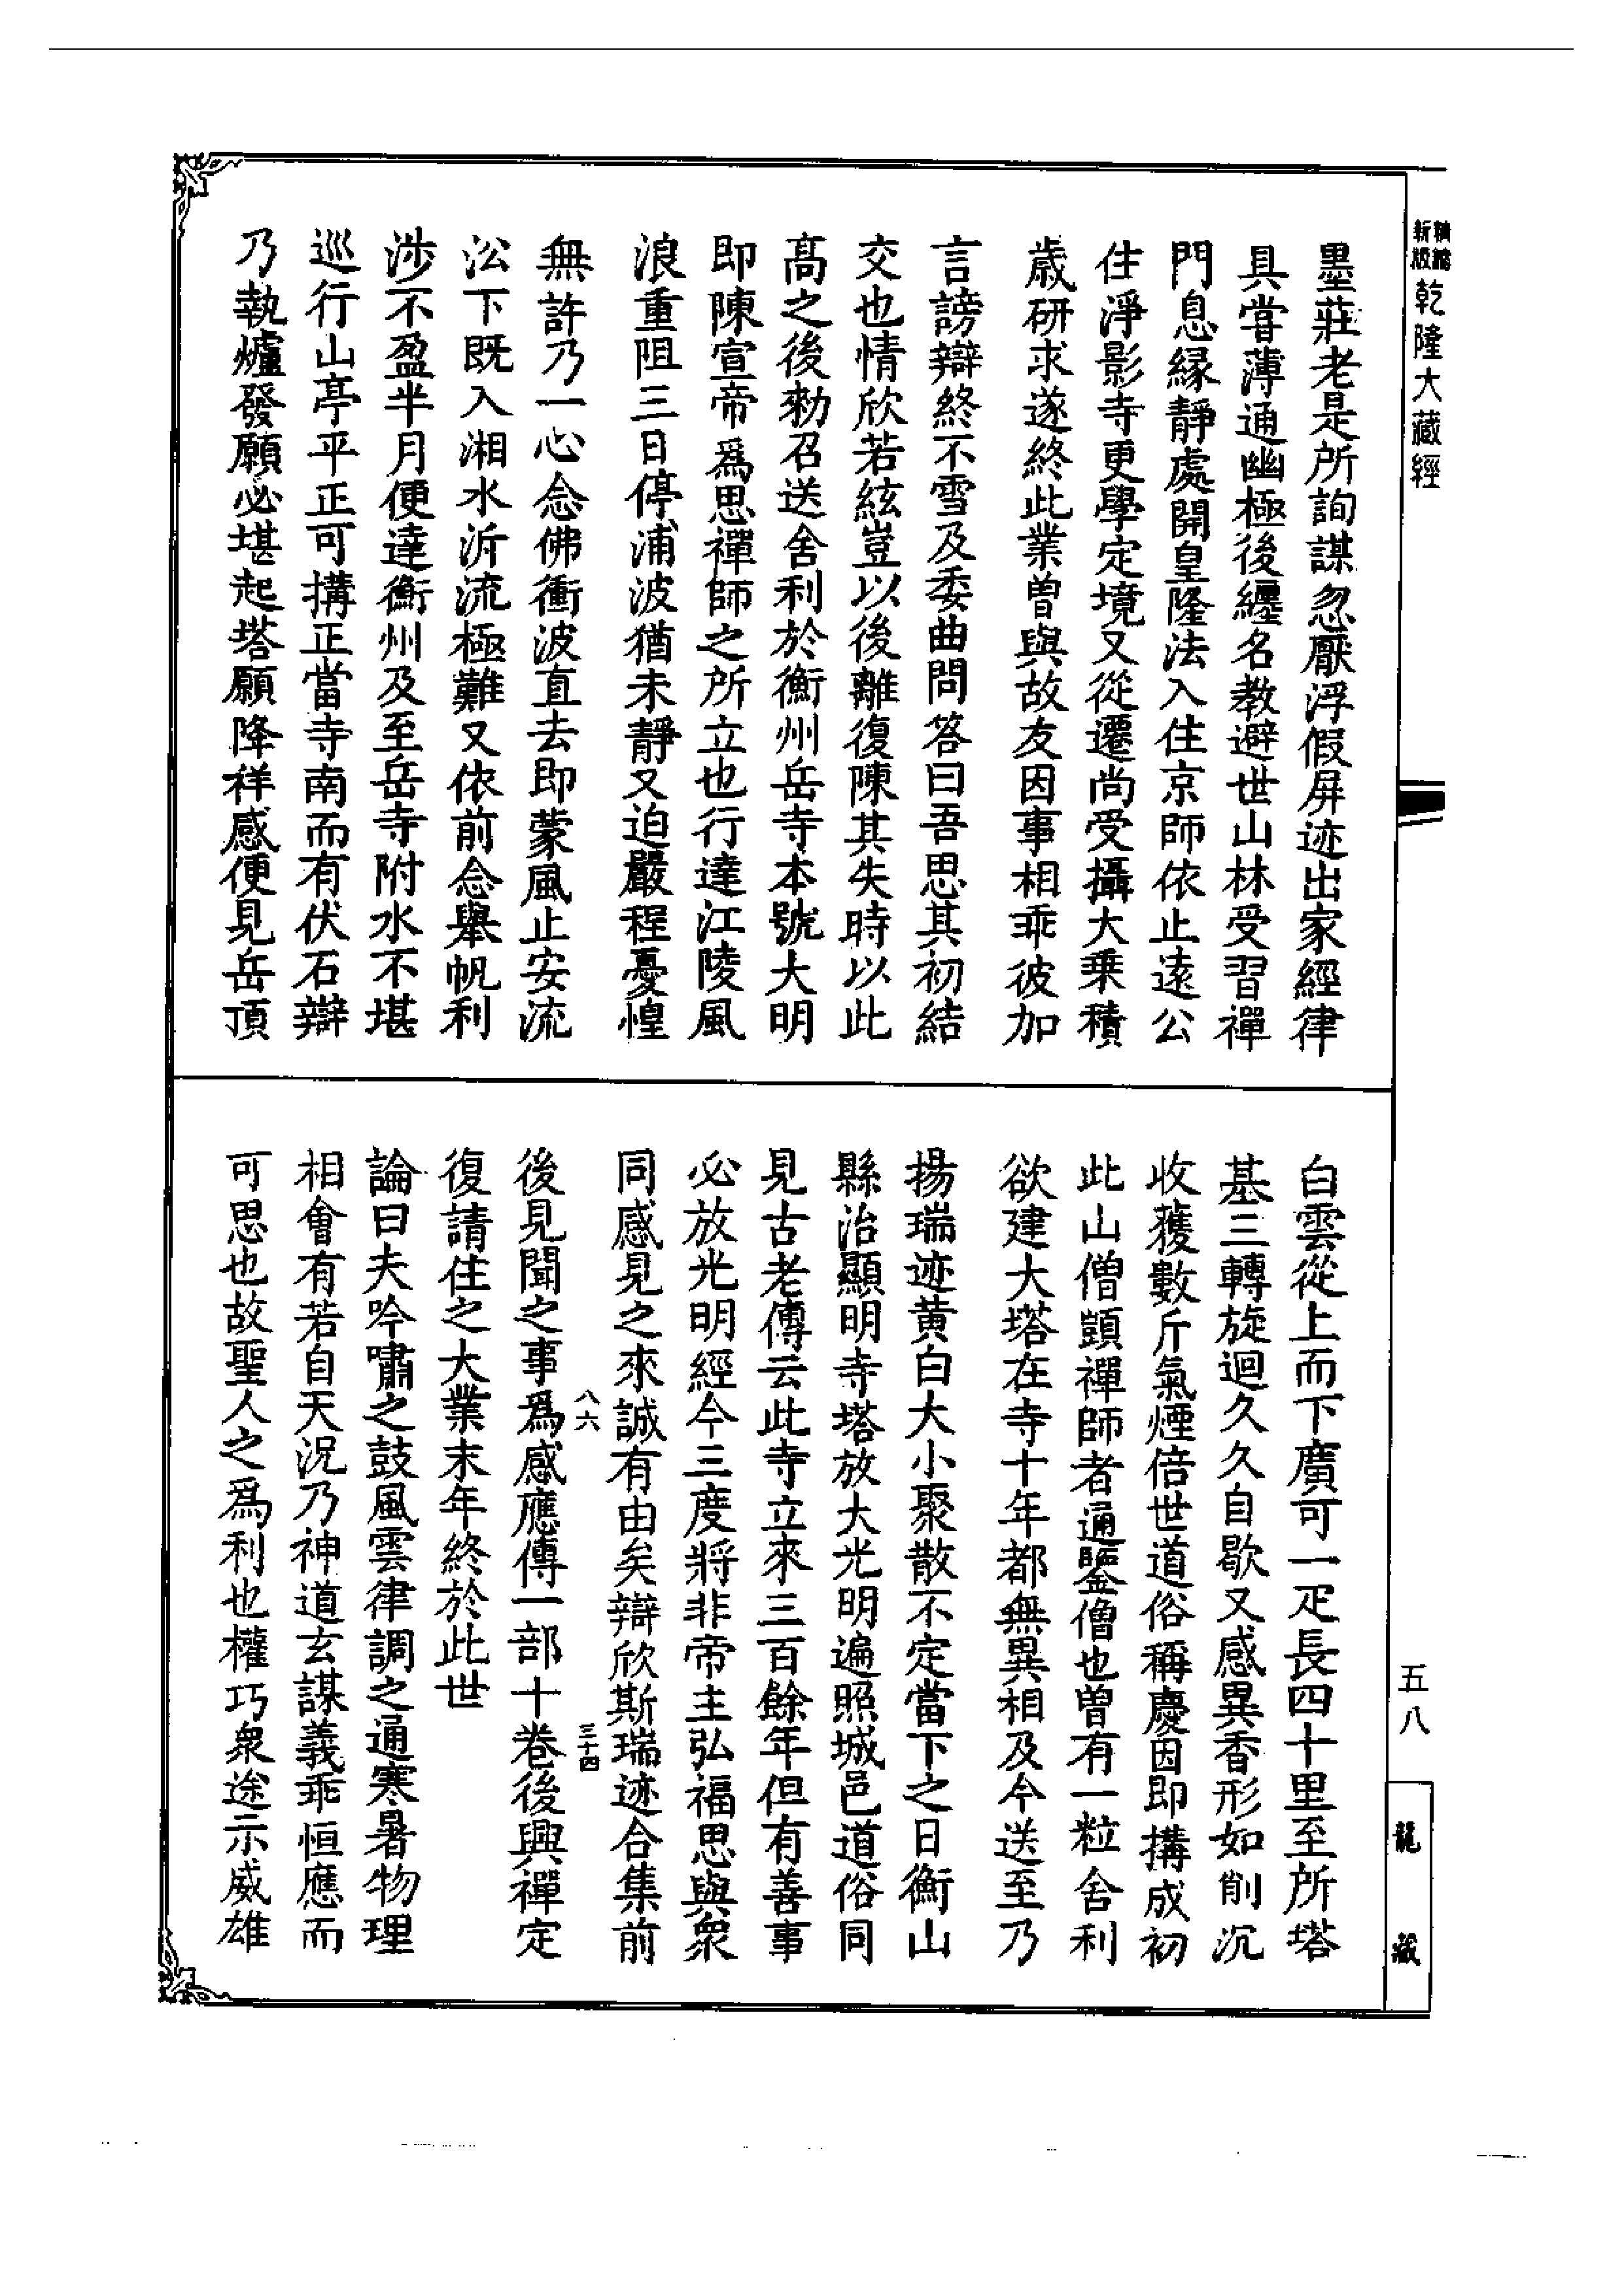 精縮
新版
乾隆大藏經
墨莊老是所詢謀忽厭浮假屏迹出家經律
具嘗薄通幽極後纏名教避世山林受習禪
門息緣靜處開皇隆法入住京師依止遠公
住淨影寺更學定境又從遷尚受攝大乘積
歲研求遂終此業曽與故友因事相乖彼加
言謗辯終不雪及委曲問答曰吾思其初結
交也情欣若絃豈以後離復陳其失時以此
髙之後勑召送舍利於衡州岳寺本號大明
即陳宣帝爲思禪師之所立也行達江陵風
浪重阻三日停浦波猶未靜又迫嚴程憂惶
無許乃一心念佛衝波直去即蒙風止安流
㳂下既入湘水泝流極難又依前念舉帆利
涉不盈半月便達衡州及至岳寺附水不堪
巡行山亭平正可搆正當寺南而有伏石辯
乃執爐發願必堪起塔願降祥感便見岳頂
白雲從上而下廣可一疋長四十里至所塔
基三轉旋迴久久自歇又感異香形如削沉
收獲數斤氣煙倍世道俗稱慶因即搆成初
此山僧顗禪師者通鑒僧也曽有一粒舍利
欲建大塔在寺十年都無異相及今送至乃
揚瑞迹黄白大小聚散不定當下之日衡山
縣治顯明寺塔放大光明遍照城邑道俗同
見古老傳云此寺立來三百餘年但有善事
必放光明經今三度將非帝主弘福思與衆
同感見之來誠有由矣辯欣斯瑞迹合集前
八六
三十四
後見聞之事爲感應傳一部十卷後興禪定
復請住之大業末年終於此世
論曰夫吟嘯之鼓風雲律調之通寒暑物理
相會有若自天況乃神道玄謀義乖恒應而
可思也故聖人之爲利也權巧衆途示威雄
五八
龍藏